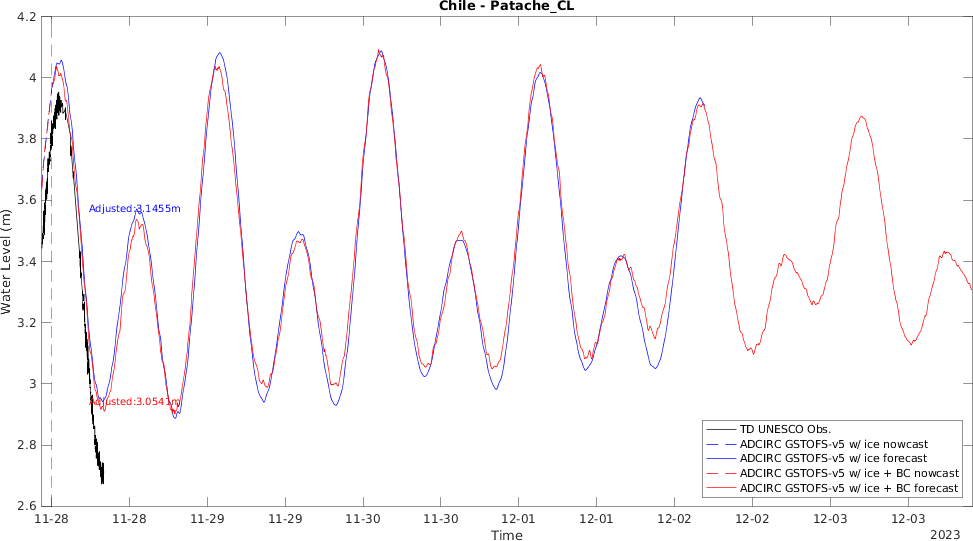 Chile - Patache_CL
4.2
4
3.8
3.6
3.4
3.2
3
2.8
2.6
Water Level (m)
Adjusted:3.1455m
Adjusted:3.0541m
TD UNESCO Obs.
ADCIRC GSTOFS-v5 w/ ice nowcast
ADCIRC GSTOFS-v5 w/ ice forecast
ADCIRC GSTOFS-v5 w/ ice + BC nowcast
ADCIRC GSTOFS-v5 w/ ice + BC forecast
11-28 11-28 11-29 11-29 11-30 11-30 12-01 12-01 12-02 12-02 12-03 12-03
Time
2023